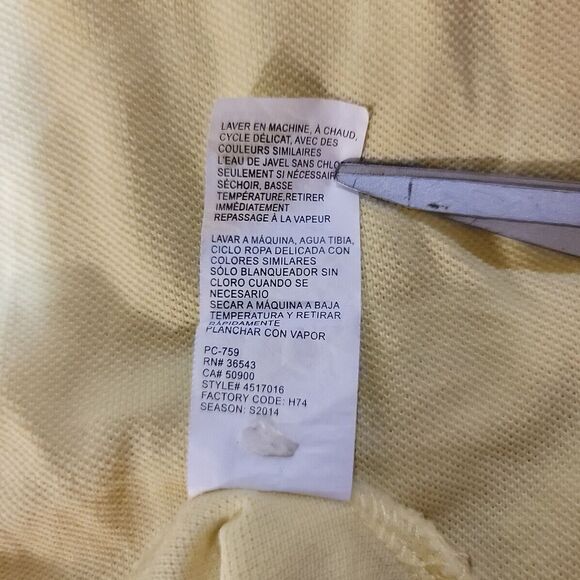 LAVER EN MACHINE, À CHAUD,
CYCLE DÉLICAT, AVEC DES
COULEURS SIMILAIRES
L'EAU DE JAVEL SANS
SEULEMENT SI NÉCESSAIR
SÉCHOIR, BASSE
TEMPÉRATURE,RETIRER
IMMÉDIATEMENT
REPASSAGE À LA VAPEUR
LAVAR A MÁQUINA, AGUA TIBIA,
CICLO ROPA DELICADA CON
COLORES SIMILARES
SÓLO BLANQUEADOR SIN
CLORO CUANDO SE
NECESARIO
SECAR A MÁQUINA A BAJA
TEMPERATURA Y RETIRAR
RÁPIDAMENTE
PLANCHAR CON VAPOR
PC-759
RN# 36543
CA# 50900
STYLE# 4517016
FACTORY CODE: H74
SEASON: S2014